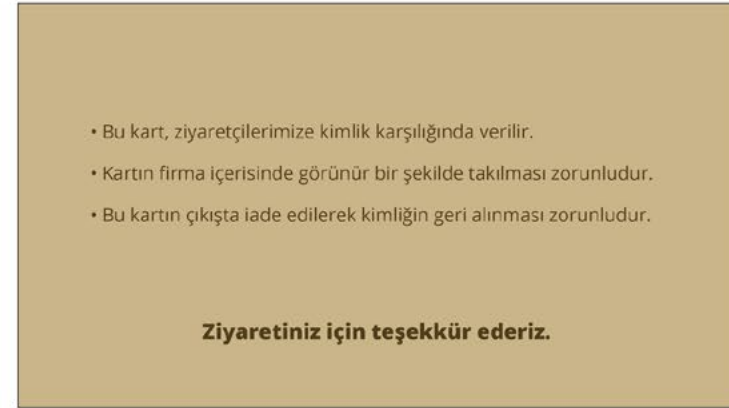 • Bu kart, ziyaretçilerimize kimlik karşılığında verilir.
• Kartın firma içerisinde görünür bir şekilde takılması zorunludur.
• Bu kartın çıkışta iade edilerek kimliğin geri alınması zorunludur.
Ziyaretiniz için teşekkür ederiz.